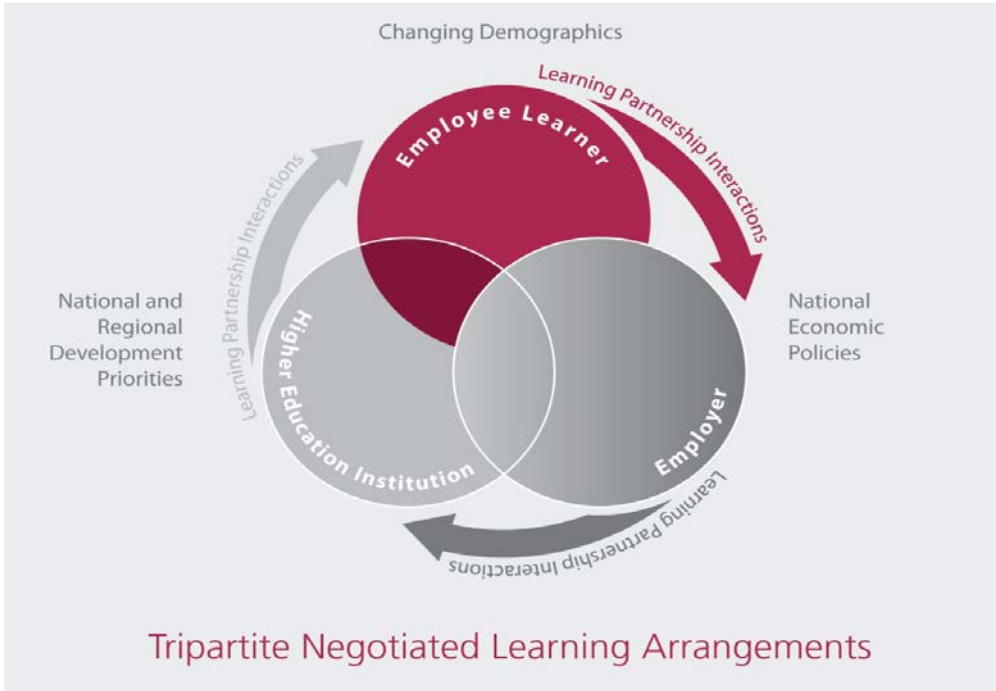 Changing Demographics
Learning Partnership Interactions
Employee Learner
Learning Partnership Interactions
National and
Regional
Development
Priorities
National
Economic
Policies
Higher Education Institution
Employer
Learning Partnership Interactions
Tripartite Negotiated Learning Arrangements